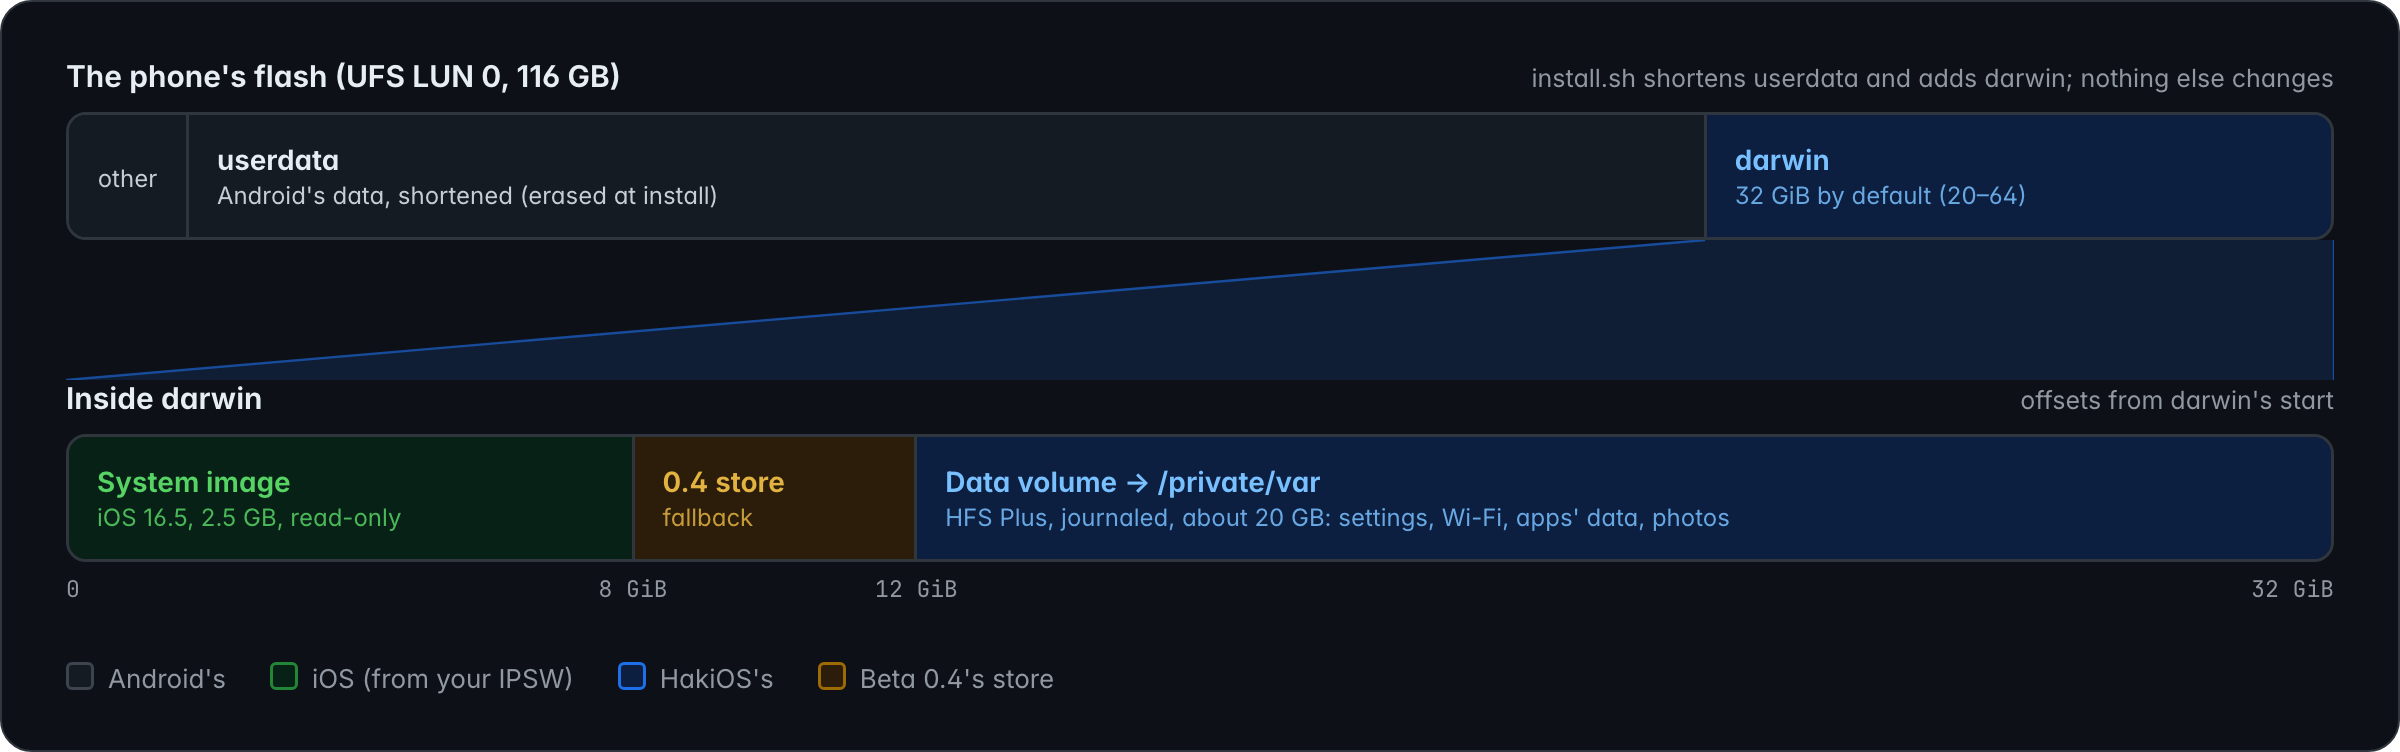 The phone's flash (UFS LUN 0, 116 GB)
install.sh shortens userdata and adds darwin; nothing else changes
other
userdata
Android's data, shortened (erased at install)
darwin
32 GiB by default (20–64)
Inside darwin
offsets from darwin's start
System image
iOS 16.5, 2.5 GB, read-only
0.4 store
fallback
Data volume → /private/var
HFS Plus, journaled, about 20 GB: settings, Wi-Fi, apps' data, photos
0
8 GiB
12 GiB
32 GiB
Android's
iOS (from your IPSW)
HakiOS's
Beta 0.4's store